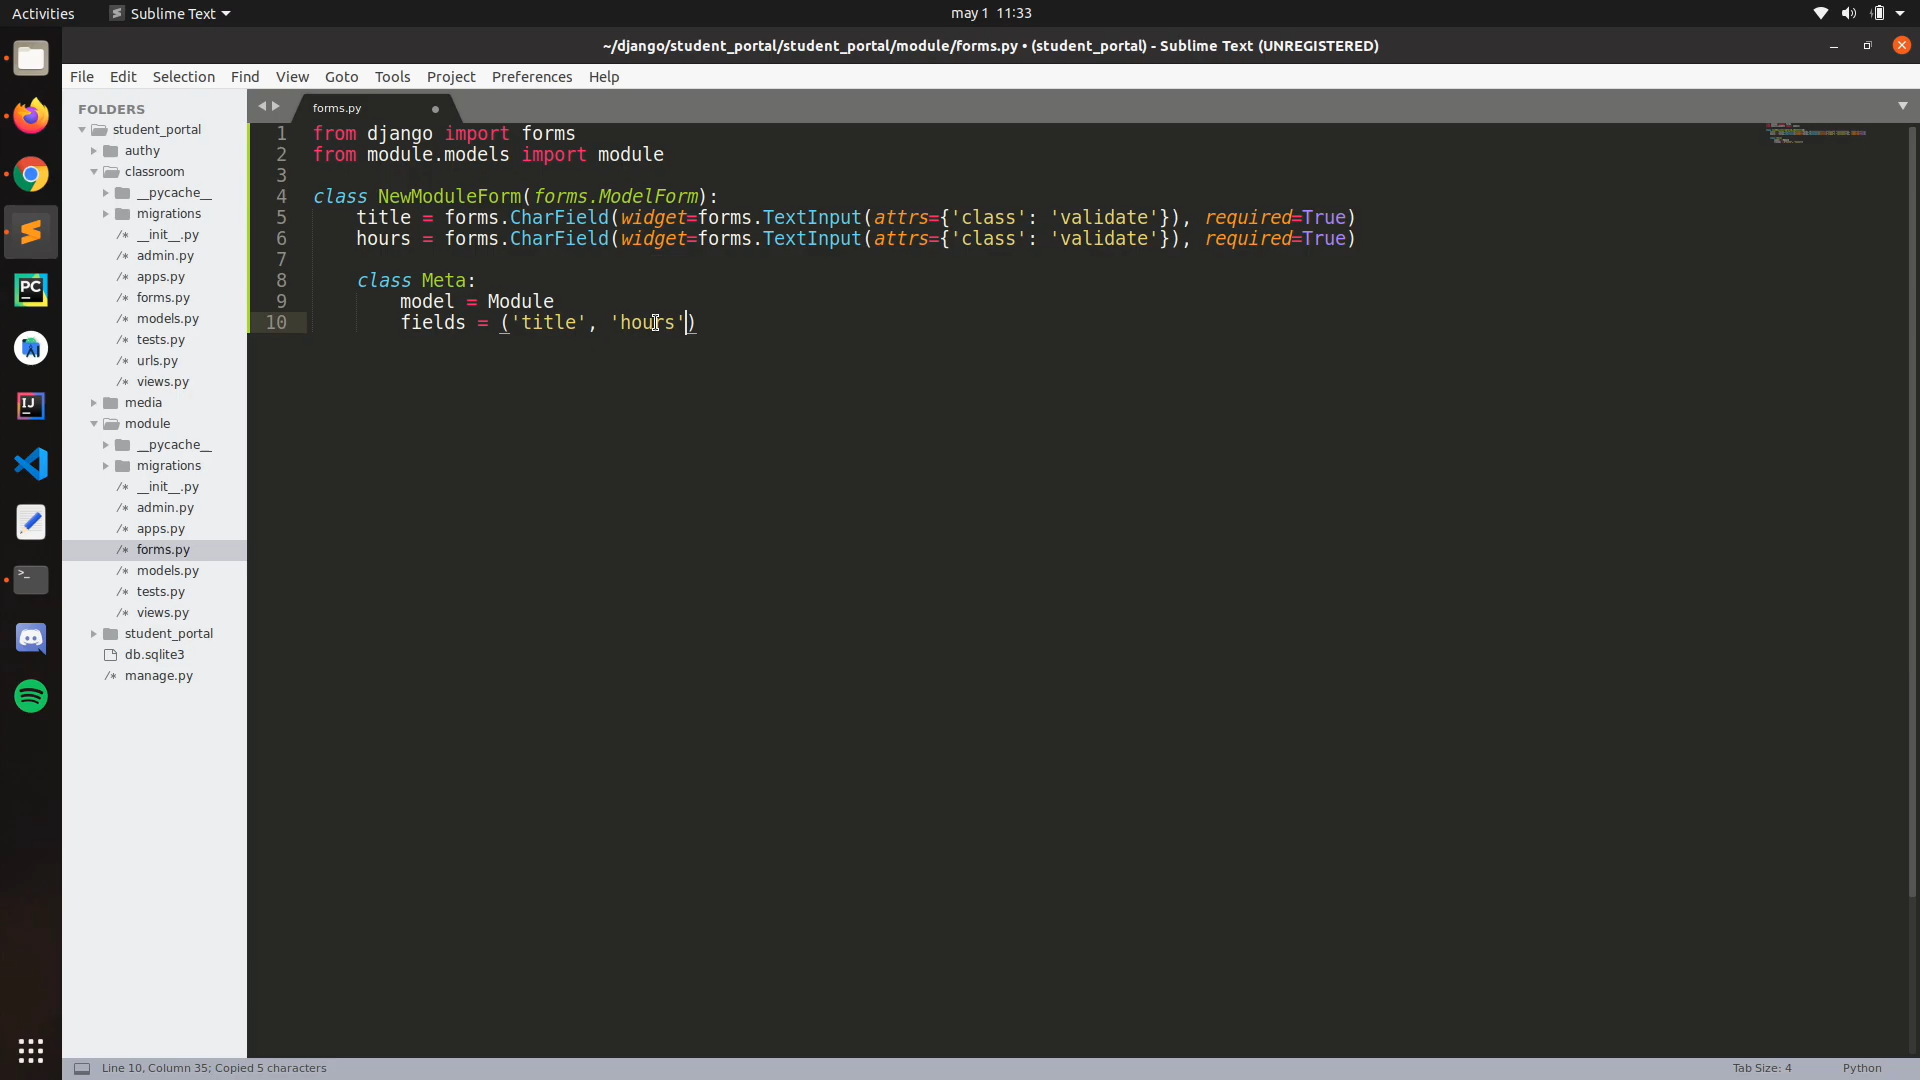 Activities
Sublime Text
may 1 11:33
~/django/student_portal/student_portal/module/forms.py • (student_portal) - Sublime Text (UNREGISTERED)
File Edit Selection Find View Goto Tools Project Preferences Help
FOLDERS
student_portal
authy
classroom
__pycache__
migrations
/* __init__.py
/* admin.py
/* apps.py
/* forms.py
/* models.py
/* tests.py
/* urls.py
/* views.py
media
module
__pycache__
migrations
/* __init__.py
/* admin.py
/* apps.py
/* forms.py
/* models.py
/* tests.py
/* views.py
student_portal
db.sqlite3
/* manage.py
PC
IJ
>_
forms.py
1 from django import forms
2 from module.models import module
3
4 class NewModuleForm(forms.ModelForm):
5     title = forms.CharField(widget=forms.TextInput(attrs={'class': 'validate'}), required=True)
6     hours = forms.CharField(widget=forms.TextInput(attrs={'class': 'validate'}), required=True)
7
8     class Meta:
9         model = Module
10         fields = ('title', 'hours')
Line 10, Column 35; Copied 5 characters
Tab Size: 4
Python